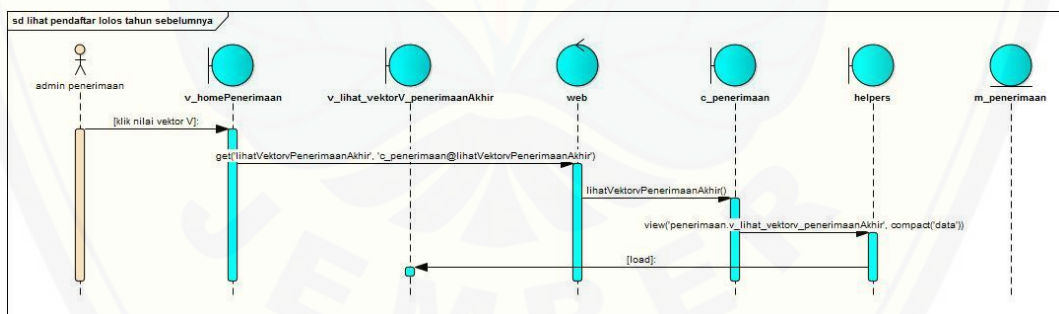 sd lihat pendaftar lolos tahun sebelumnya
admin penerimaan
v_homePenerimaan
v_lihat_vektorV_penerimaanAkhir
web
c_penerimaan
helpers
m_penerimaan
[klik nilai vektor V]:
get('lihatVektorvPenerimaanAkhir', 'c_penerimaan@lihatVektorvPenerimaanAkhir')
lihatVektorvPenerimaanAkhir()
view('penerimaan.v_lihat_vektorv_penerimaanAkhir', compact('data'))
[load]:
JEMBER